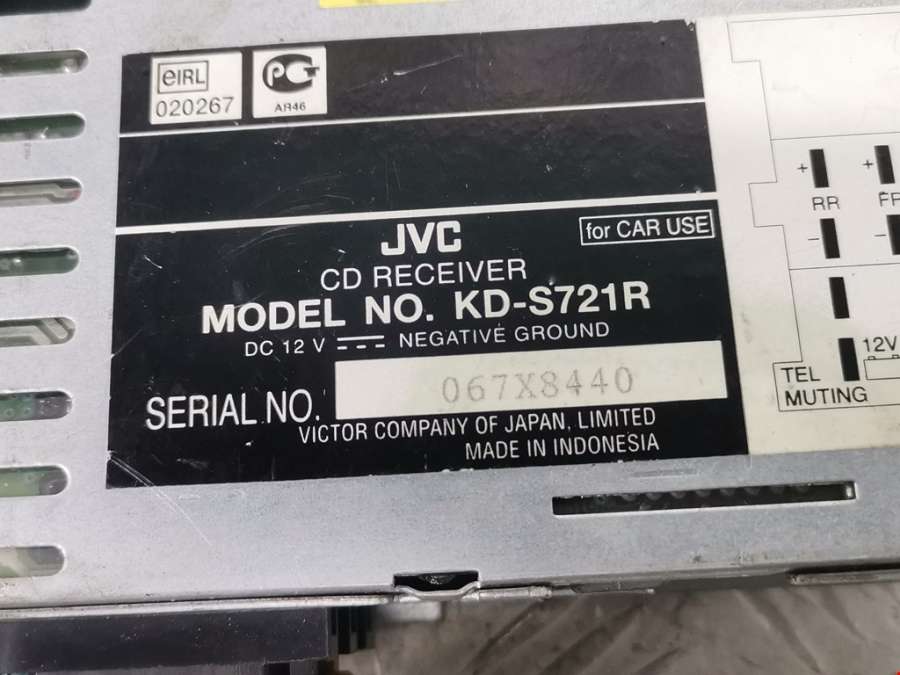 eIRL
020267
PCT
AR46
JVC
for CAR USE
CD RECEIVER
MODEL NO. KD-S721R
DC 12 V NEGATIVE GROUND
SERIAL NO. 067X8440
VICTOR COMPANY OF JAPAN, LIMITED
MADE IN INDONESIA
+ +
RR FR
- -
12V
TEL
MUTING